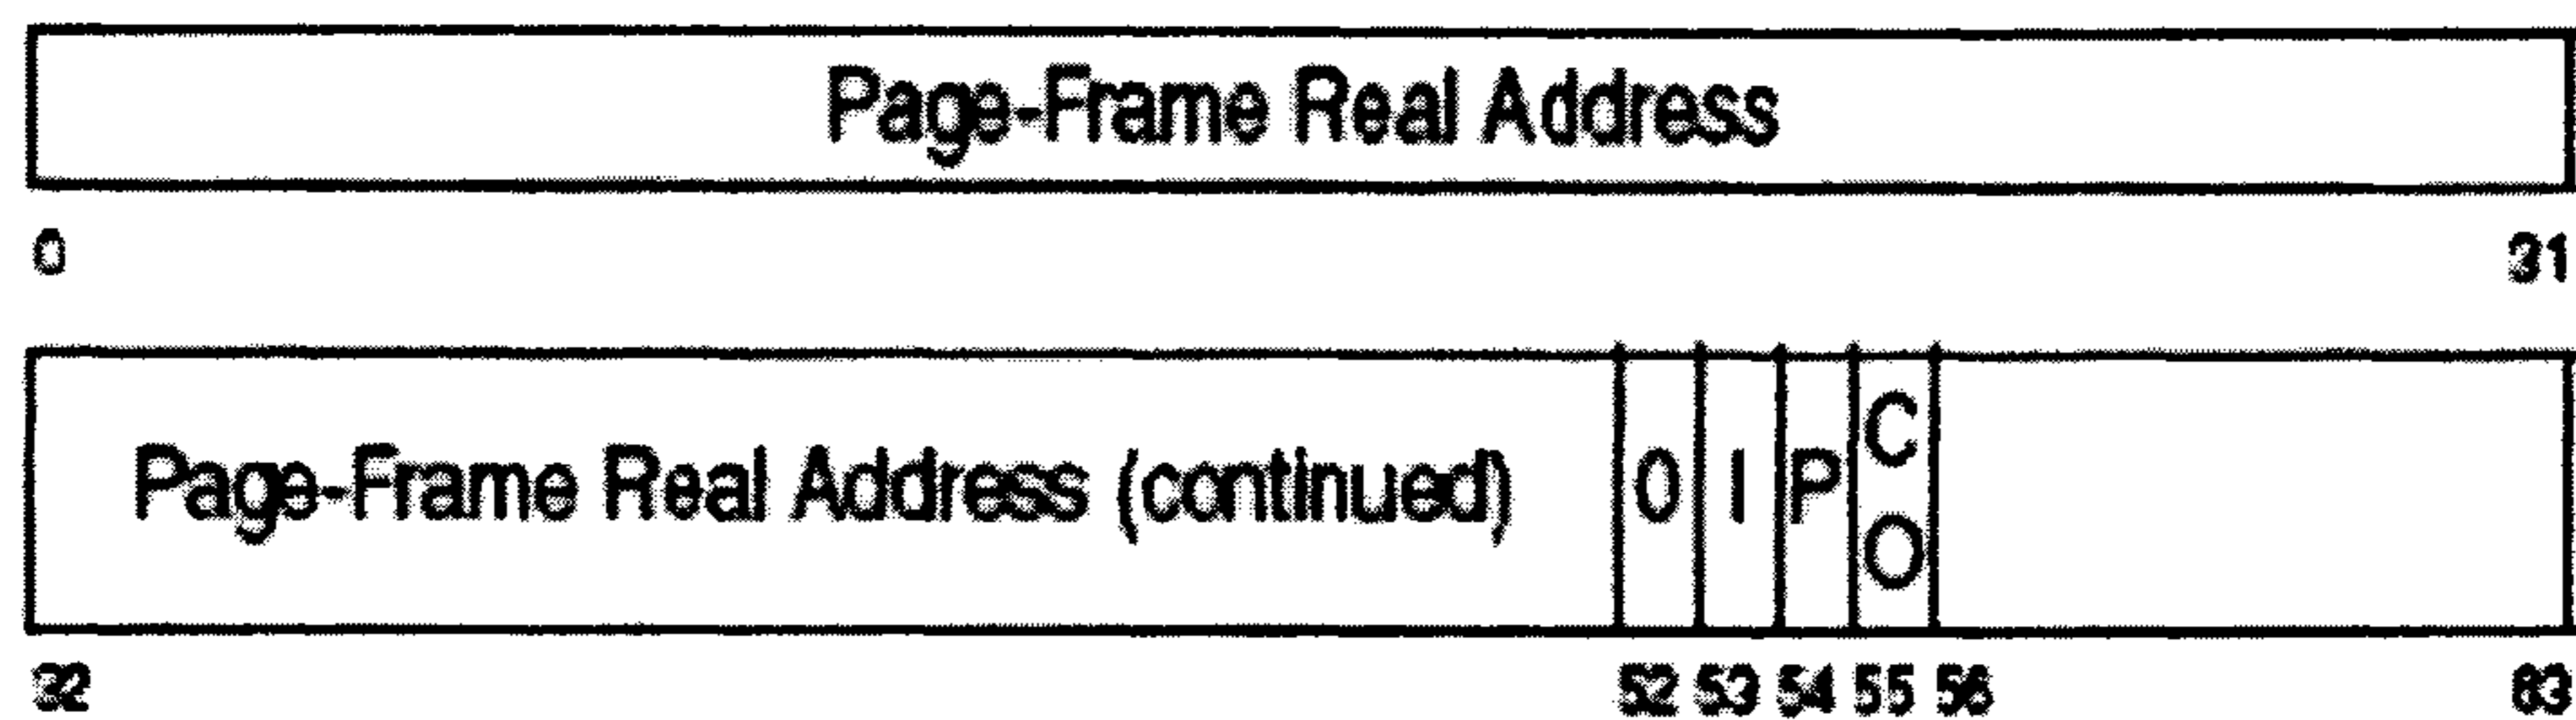 Page-Frame Real Address
0 31
Page-Frame Real Address (continued) 0 I P C O
32 52 53 54 55 56 63